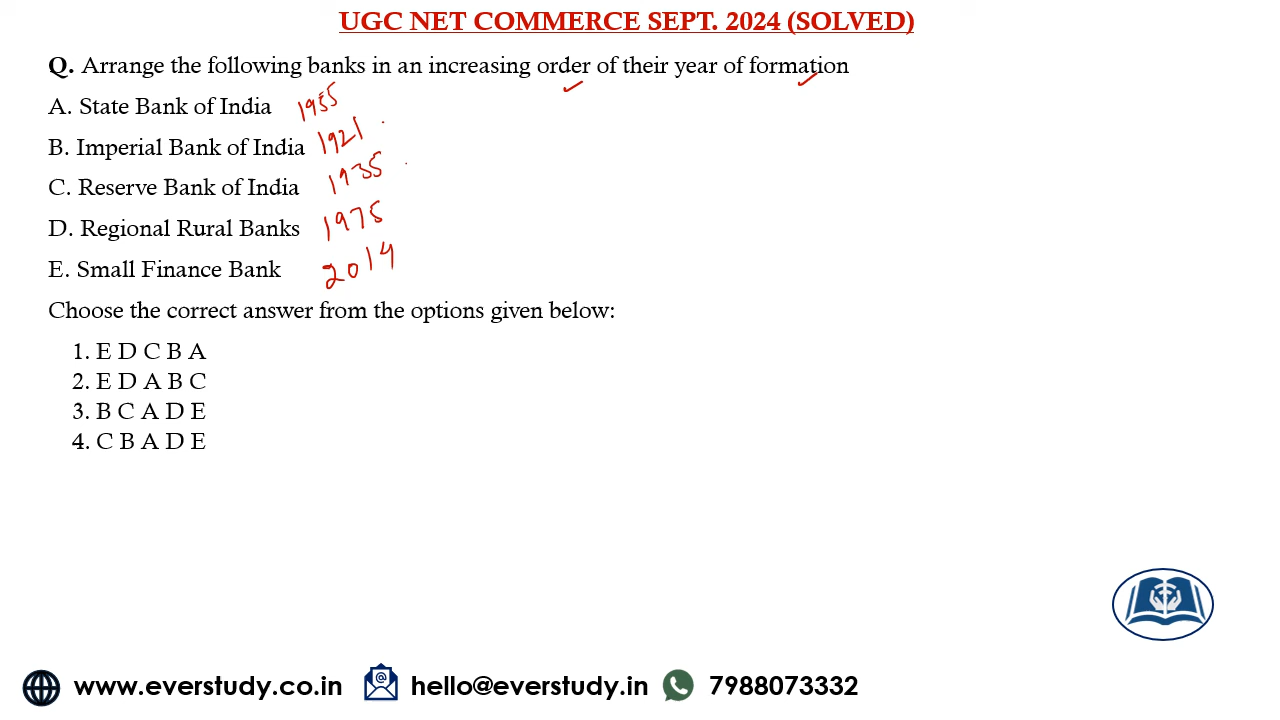 UGC NET COMMERCE SEPT. 2024 (SOLVED)
Q. Arrange the following banks in an increasing order of their year of formation
A. State Bank of India 1955
B. Imperial Bank of India 1921
C. Reserve Bank of India 1935
D. Regional Rural Banks 1975
E. Small Finance Bank 2014
Choose the correct answer from the options given below:
1. E D C B A
2. E D A B C
3. B C A D E
4. C B A D E
www.everstudy.co.in hello@everstudy.in 7988073332